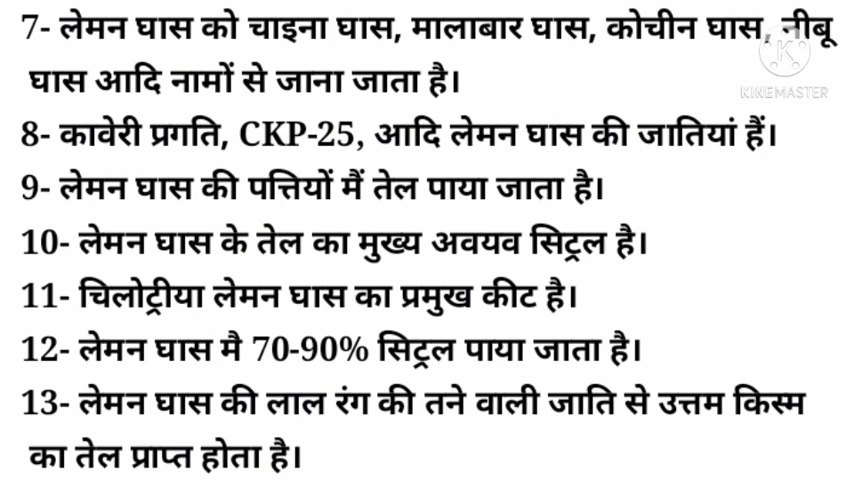 7- लेमन घास को चाइना घास, मालाबार घास, कोचीन घास, नीबू
घास आदि नामों से जाना जाता है।
KINEMASTER
8- कावेरी प्रगति, CKP-25, आदि लेमन घास की जातियां हैं।
9- लेमन घास की पत्तियों मैं तेल पाया जाता है।
10- लेमन घास के तेल का मुख्य अवयव सिट्रल है।
11- चिलोट्रीया लेमन घास का प्रमुख कीट है।
12- लेमन घास मै 70-90% सिट्रल पाया जाता है।
13- लेमन घास की लाल रंग की तने वाली जाति से उत्तम किस्म
का तेल प्राप्त होता है।